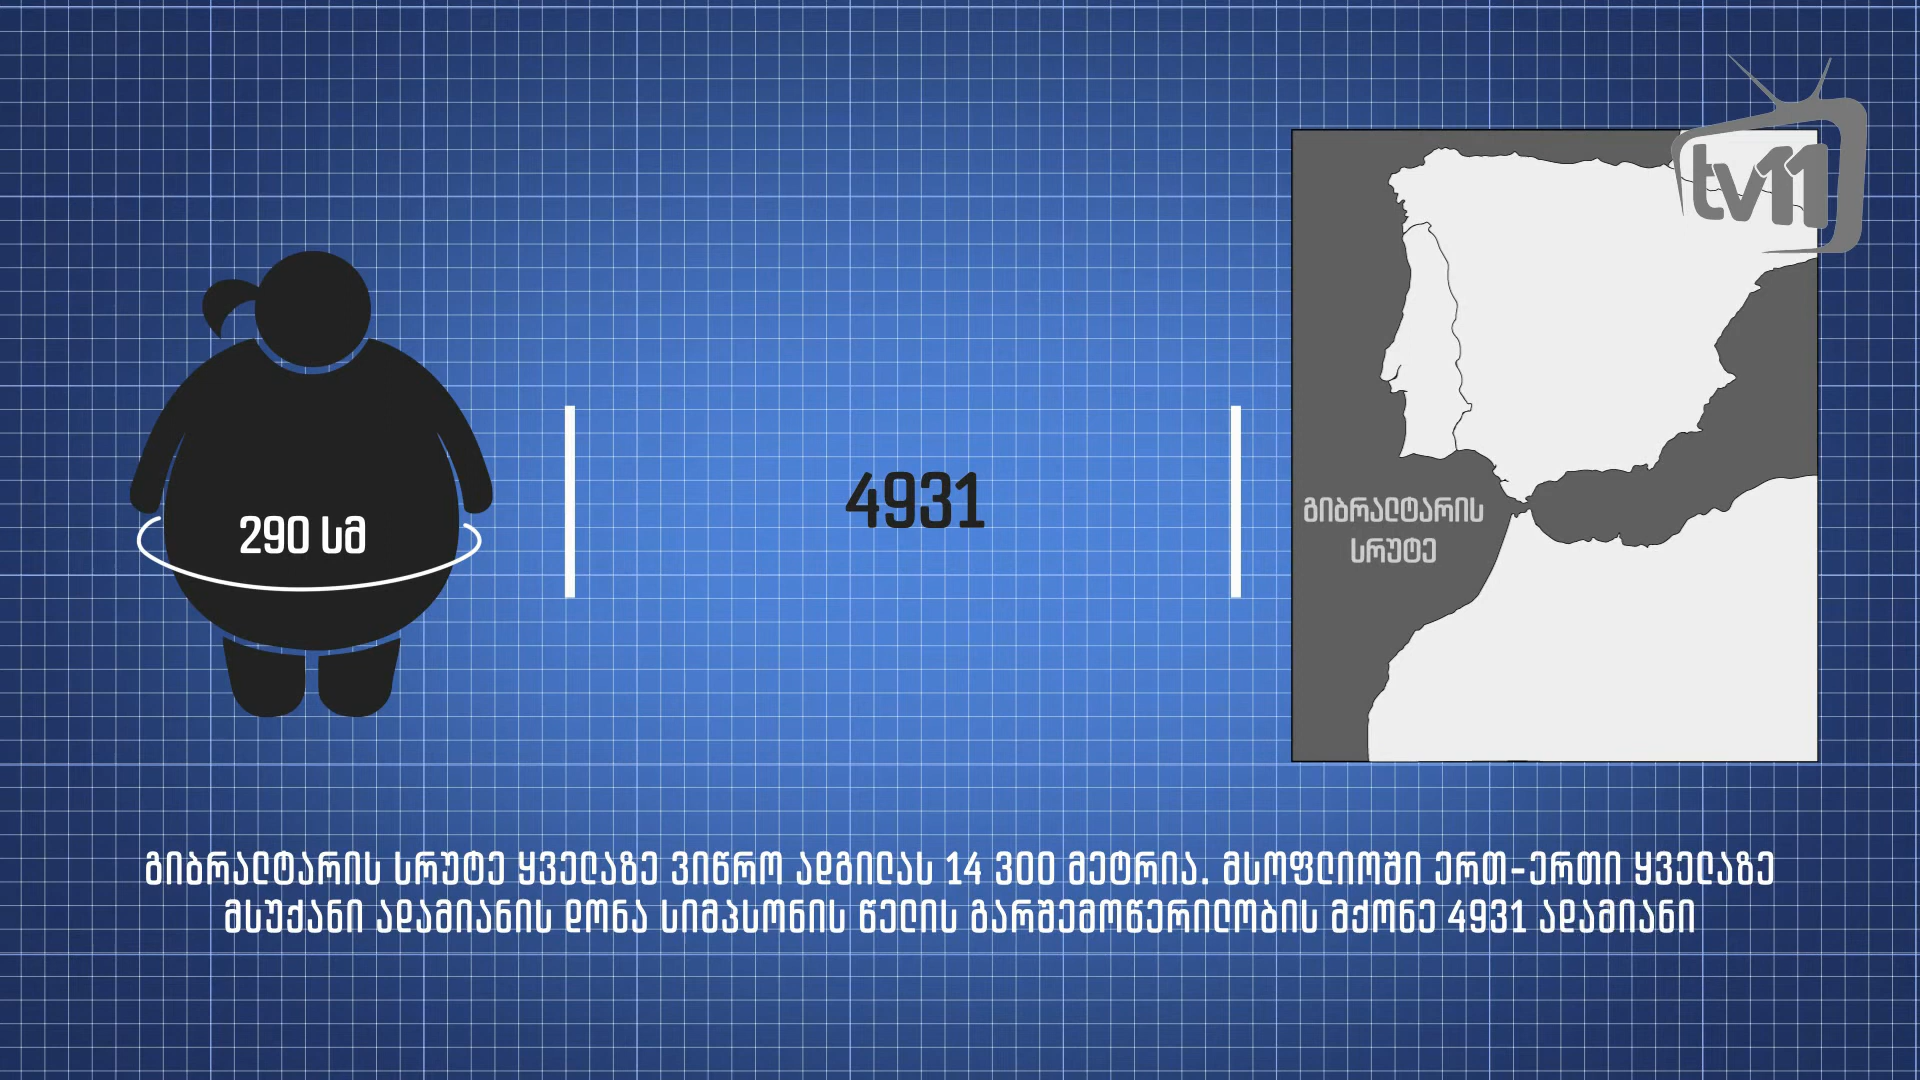 tv11
290 სმ
4931
გიბრალტარის
სრუტე
გიბრალტარის სრუტე ყველაზე ვიწრო ადგილას 14 300 მეტრია. მსოფლიოში ერთ-ერთი ყველაზე
მსუქანი ადამიანის დონა სიმპსონის წელის გარშემოწერილობის მქონე 4931 ადამიანი